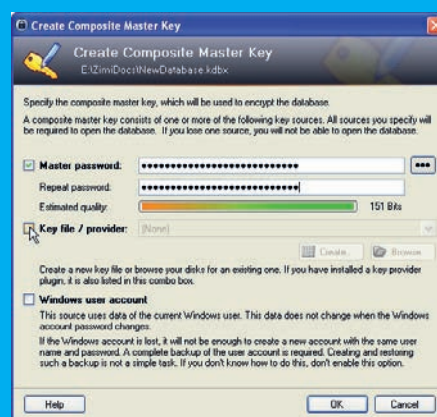 Create Composite Master Key
Create Composite Master Key
E:\ZimiDocs\NewDatabase.kdbx
Specify the composite master key, which will be used to encrypt the database.
A composite master key consists of one or more of the following key sources. All sources you specify will
be required to open the database. If you lose one source, you will not be able to open the database.
Master password:
Repeat password:
Estimated quality: 151 Bits
Key file / provider: (None)
Create... Browse...
Create a new key file or browse your disks for an existing one. If you have installed a key provider
plugin, it is also listed in this combo box.
Windows user account
This source uses data of the current Windows user. This data does not change when the Windows
account password changes.
If the Windows account is lost, it will not be enough to create a new account with the same user
name and password. A complete backup of the user account is required. Creating and restoring
such a backup is not a simple task. If you don't know how to do this, don't enable this option.
Help OK Cancel